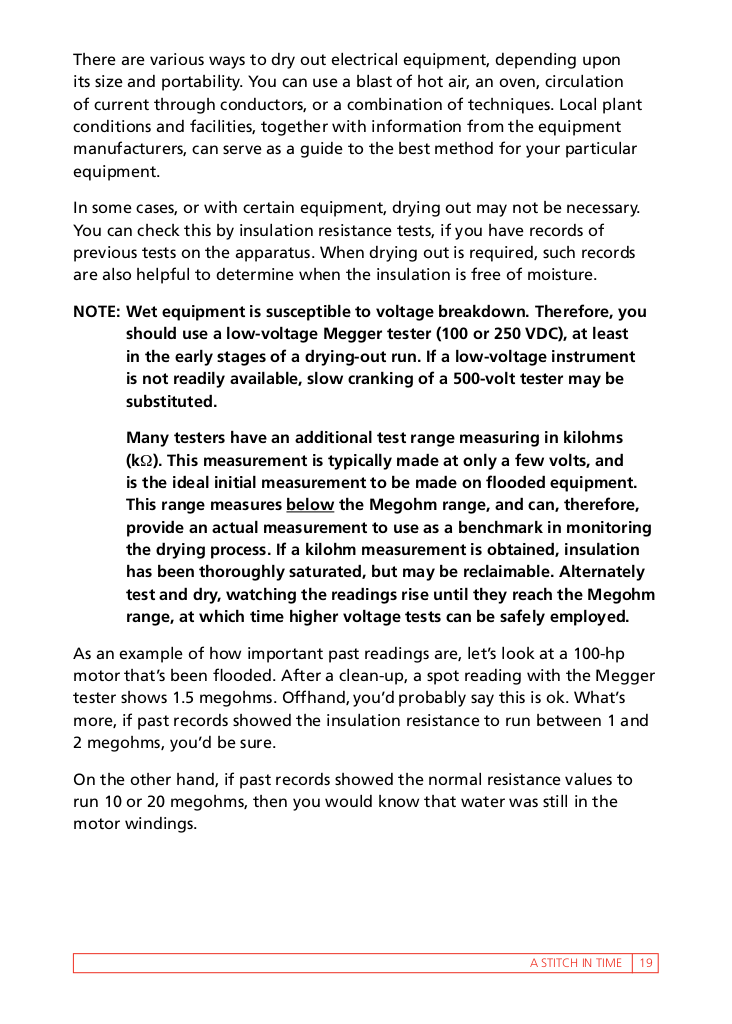 There are various ways to dry out electrical equipment, depending upon
its size and portability. You can use a blast of hot air, an oven, circulation
of current through conductors, or a combination of techniques. Local plant
conditions and facilities, together with information from the equipment
manufacturers, can serve as a guide to the best method for your particular
equipment.
In some cases, or with certain equipment, drying out may not be necessary.
You can check this by insulation resistance tests, if you have records of
previous tests on the apparatus. When drying out is required, such records
are also helpful to determine when the insulation is free of moisture.
NOTE: Wet equipment is susceptible to voltage breakdown. Therefore, you
should use a low-voltage Megger tester (100 or 250 VDC), at least
in the early stages of a drying-out run. If a low-voltage instrument
is not readily available, slow cranking of a 500-volt tester may be
substituted.
Many testers have an additional test range measuring in kilohms
(kΩ). This measurement is typically made at only a few volts, and
is the ideal initial measurement to be made on flooded equipment.
This range measures below the Megohm range, and can, therefore,
provide an actual measurement to use as a benchmark in monitoring
the drying process. If a kilohm measurement is obtained, insulation
has been thoroughly saturated, but may be reclaimable. Alternately
test and dry, watching the readings rise until they reach the Megohm
range, at which time higher voltage tests can be safely employed.
As an example of how important past readings are, let’s look at a 100-hp
motor that’s been flooded. After a clean-up, a spot reading with the Megger
tester shows 1.5 megohms. Offhand, you’d probably say this is ok. What’s
more, if past records showed the insulation resistance to run between 1 and
2 megohms, you’d be sure.
On the other hand, if past records showed the normal resistance values to
run 10 or 20 megohms, then you would know that water was still in the
motor windings.
A STITCH IN TIME 19